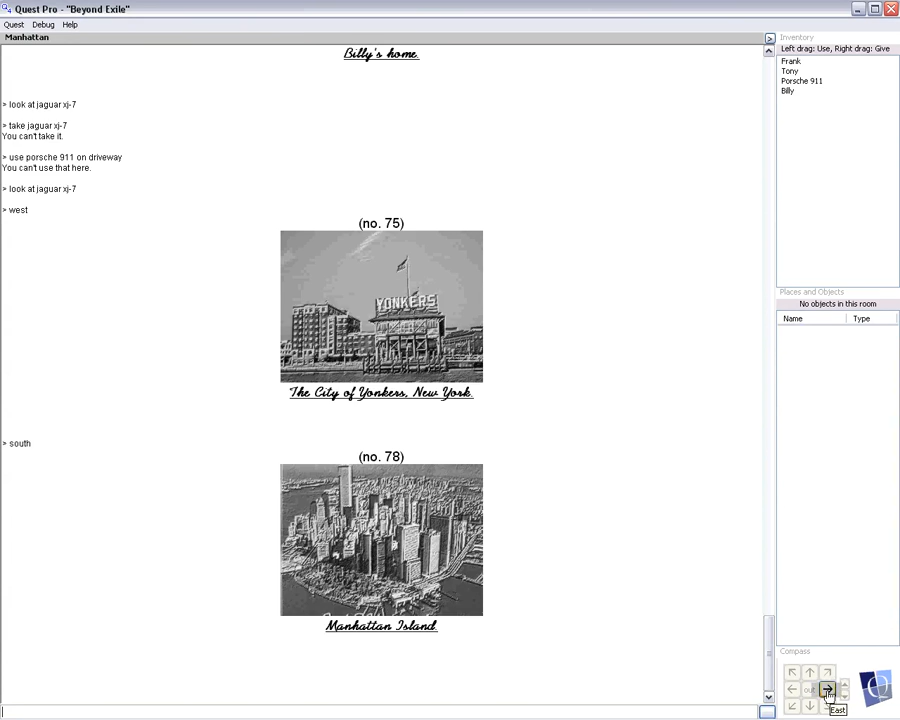 Quest Pro - "Beyond Exile"
Quest Debug Help
Manhattan
Billy's home.
> look at jaguar xj-7
> take jaguar xj-7
You can't take it.
> use porsche 911 on driveway
You can't use that here.
> look at jaguar xj-7
> west
(no. 75)
YONKERS
The City of Yonkers, New York.
> south
(no. 78)
Manhattan Island.
>
Inventory
Left drag: Use, Right drag: Give
Frank
Tony
Porsche 911
Billy
Places and Objects
No objects in this room
Name Type
Compass
out
East